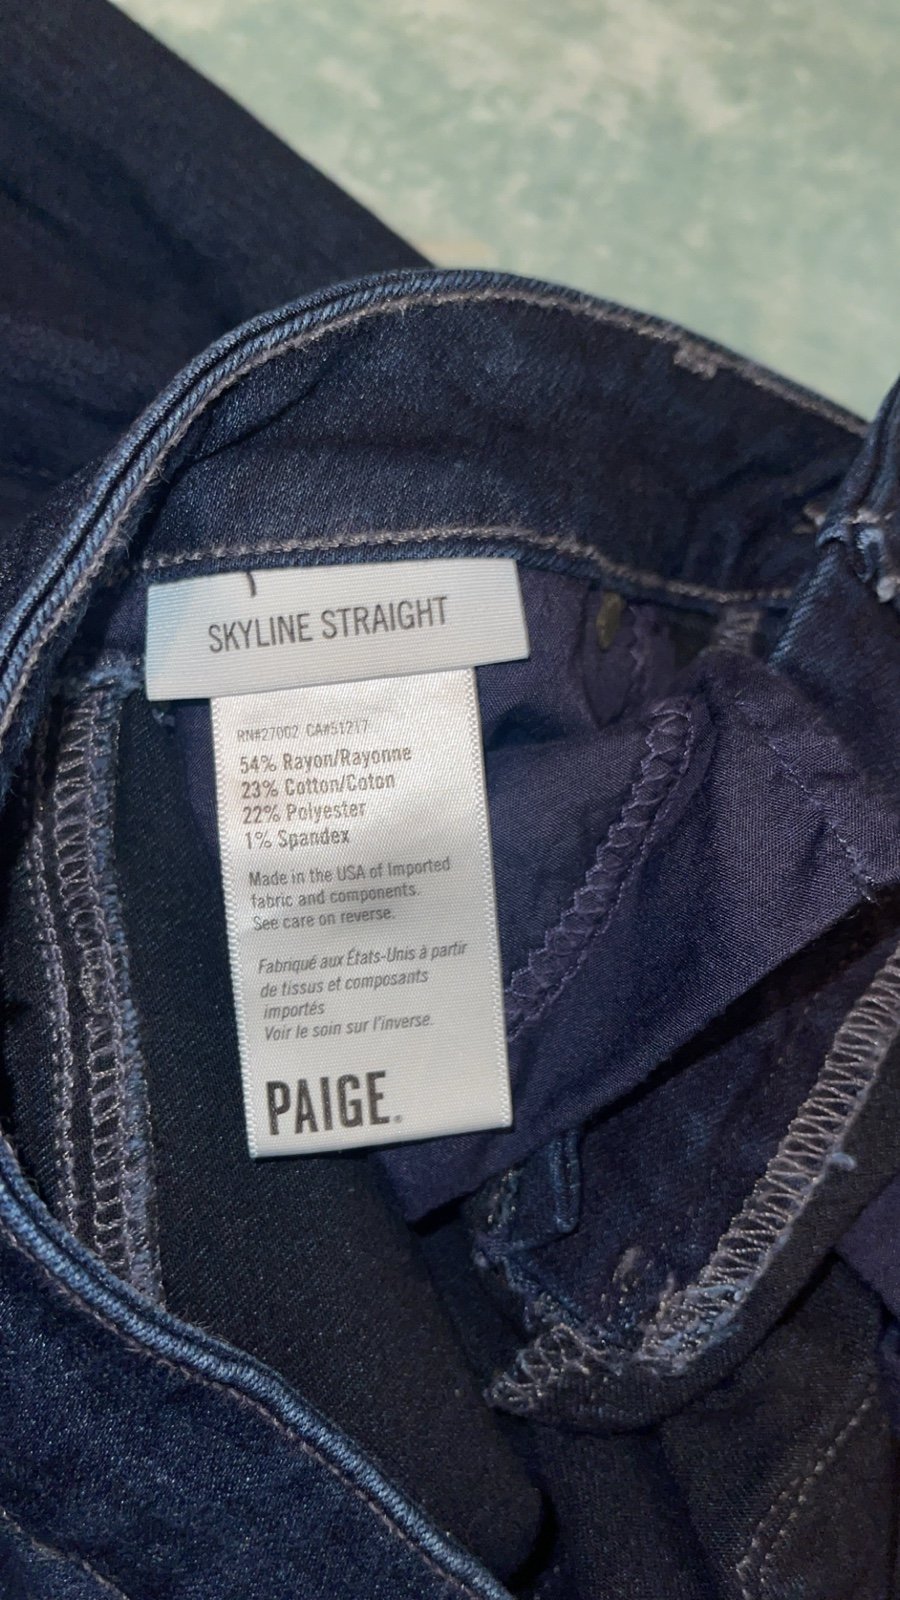 SKYLINE STRAIGHT
RN#27002 CA#51217
54% Rayon/Rayonne
23% Cotton/Coton
22% Polyester
1% Spandex
Made in the USA of Imported
fabric and components.
See care on reverse.
Fabriqué aux États-Unis à partir
de tissus et composants
importés
Voir le soin sur l'inverse.
PAIGE.